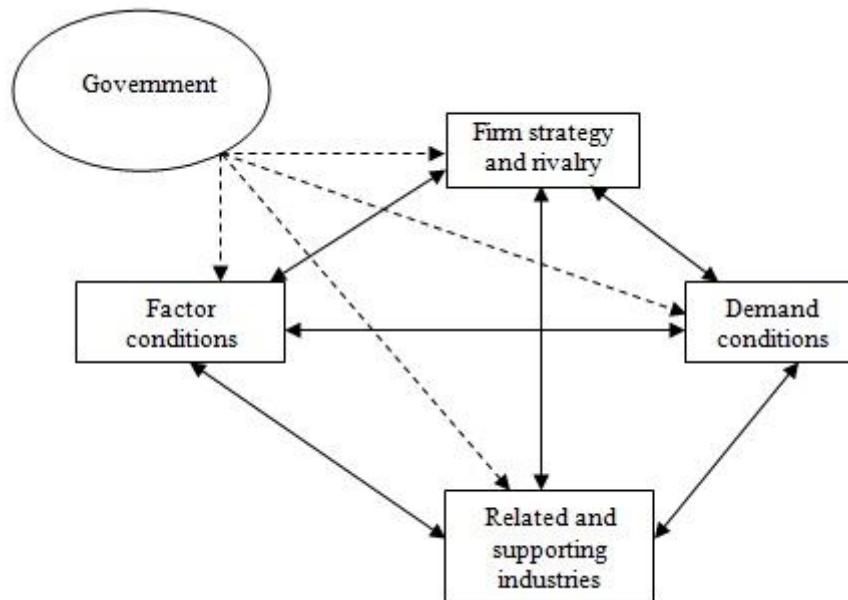 Government
Firm strategy
and rivalry
Factor
conditions
Demand
conditions
Related and
supporting
industries